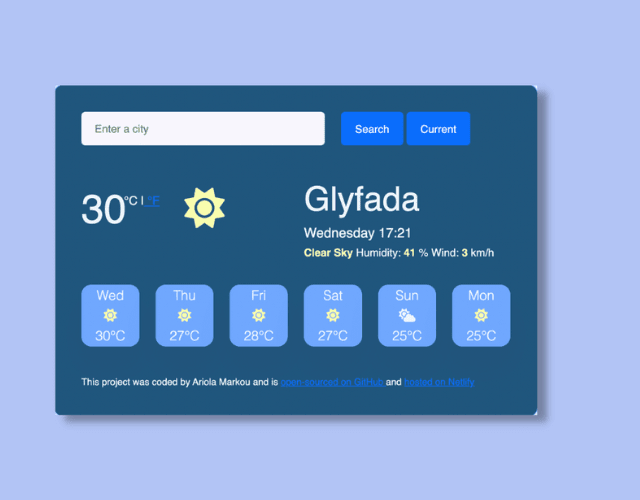 Enter a city
Search
Current
30°C | °F
Glyfada
Wednesday 17:21
Clear Sky Humidity: 41 % Wind: 3 km/h
Wed
30°C
Thu
27°C
Fri
28°C
Sat
27°C
Sun
25°C
Mon
25°C
This project was coded by Ariola Markou and is open-sourced on GitHub and hosted on Netlify